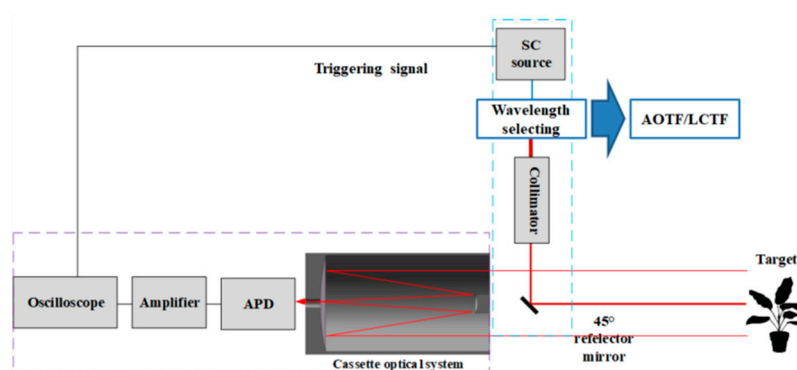 SC
source
Triggering signal
Wavelength
selecting
AOTF/LCTF
Collimator
Target
Oscilloscope
Amplifier
APD
45°
refelector
mirror
Cassette optical system